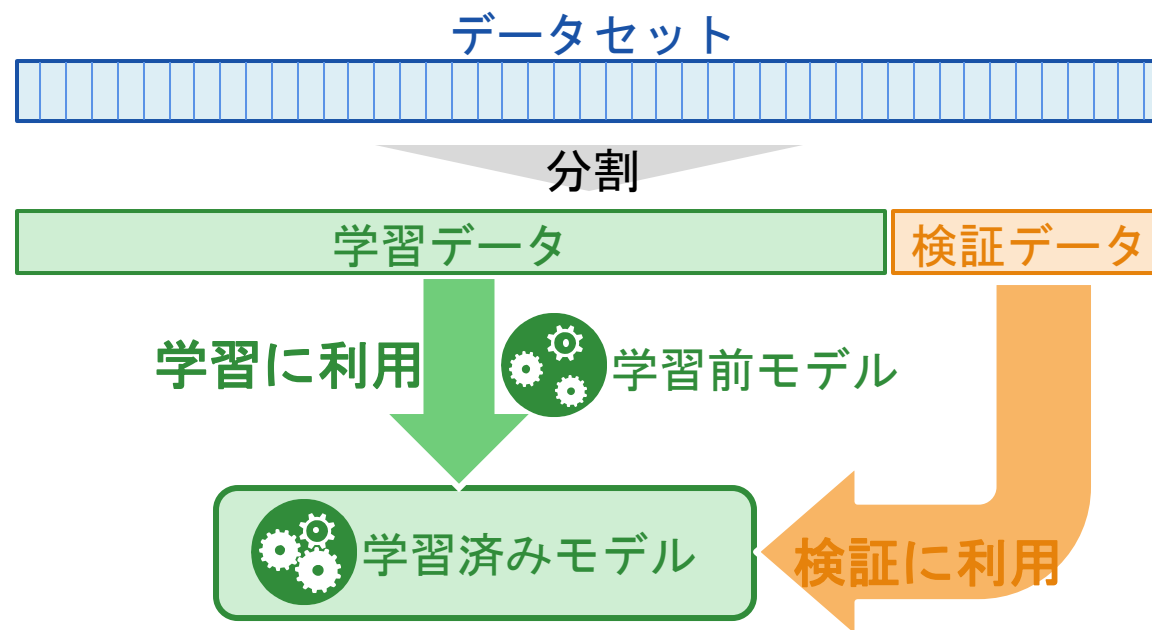 データセット
分割
学習データ
検証データ
学習に利用
学習前モデル
学習済みモデル
検証に利用